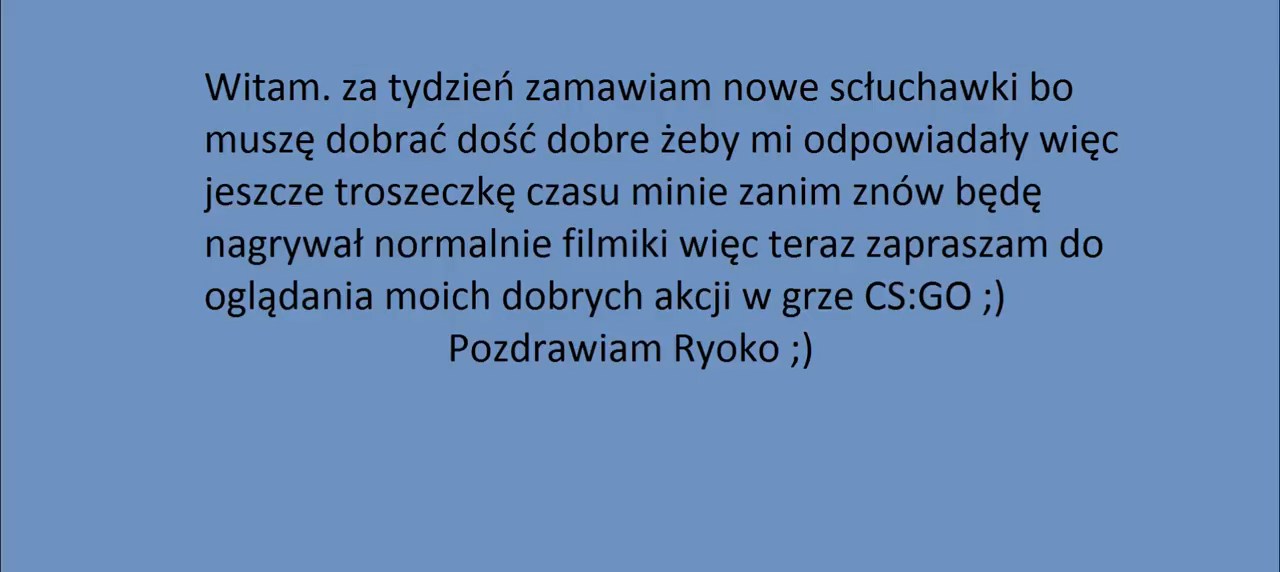 Witam. za tydzień zamawiam nowe scłuchawki bo
muszę dobrać dość dobre żeby mi odpowiadały więc
jeszcze troszeczkę czasu minie zanim znów będę
nagrywał normalnie filmiki więc teraz zapraszam do
oglądania moich dobrych akcji w grze CS:GO ;)
Pozdrawiam Ryoko ;)